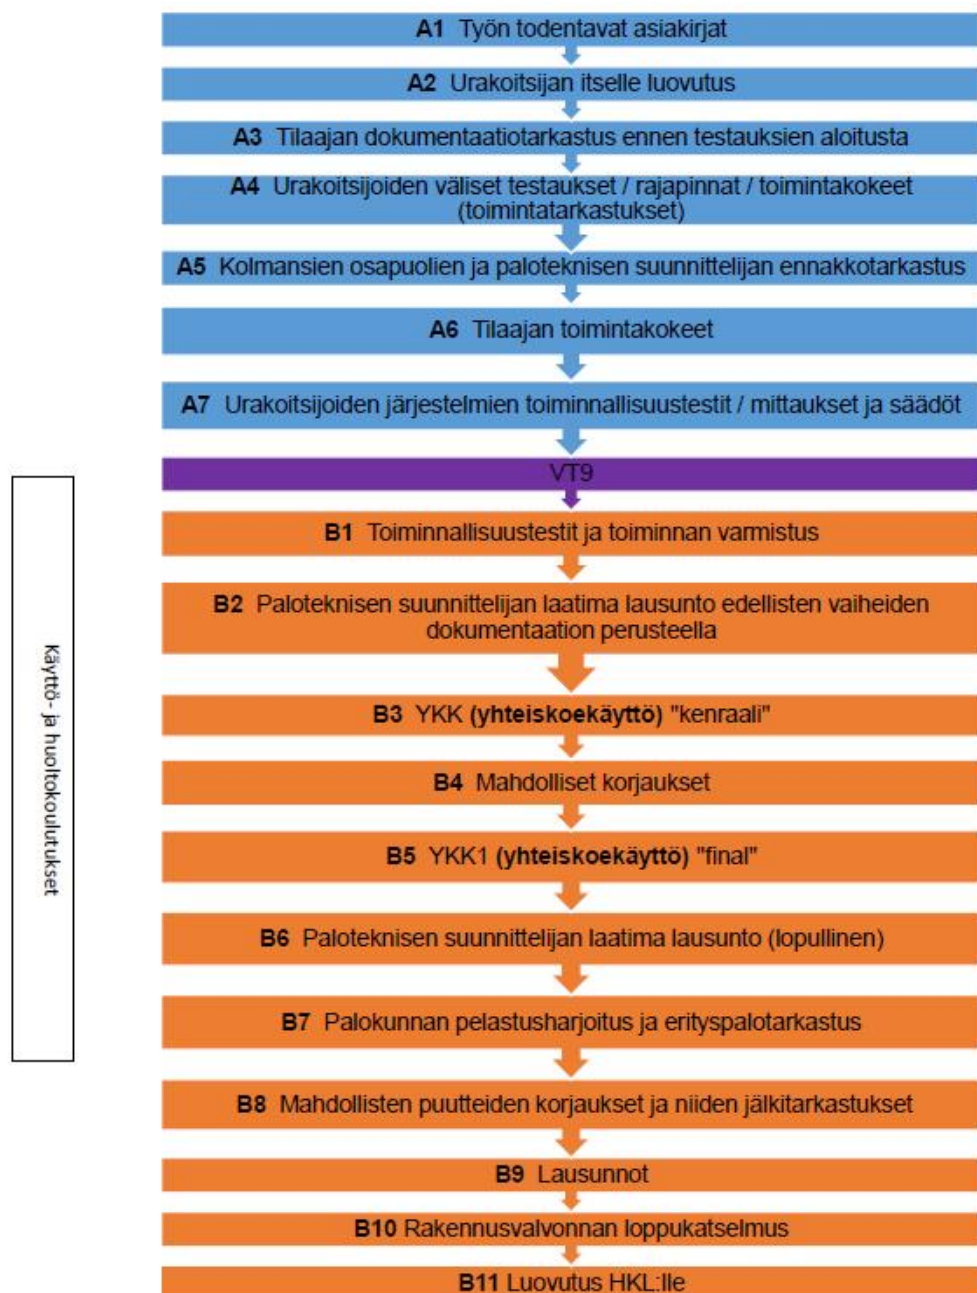 A1 Työn todentavat asiakirjat
A2 Urakoitsijan itselle luovutus
A3 Tilaajan dokumentaatiotarkastus ennen testauksien aloitusta
A4 Urakoitsijoiden väliset testaukset / rajapinnat / toimintakokeet
(toimintatarkastukset)
A5 Kolmansien osapuolien ja paloteknisen suunnittelijan ennakkotarkastus
A6 Tilaajan toimintakokeet
A7 Urakoitsijoiden järjestelmien toiminnallisuustestit / mittaukset ja säädöt
VT9
Käyttö- ja huoltokoulutukset
B1 Toiminnallisuustestit ja toiminnan varmistus
B2 Paloteknisen suunnittelijan laatima lausunto edellisten vaiheiden
dokumentaation perusteella
B3 YKK (yhteiskoekäyttö) "kenraali"
B4 Mahdolliset korjaukset
B5 YKK1 (yhteiskoekäyttö) "final"
B6 Paloteknisen suunnittelijan laatima lausunto (lopullinen)
B7 Palokunnan pelastusharjoitus ja erityspalotarkastus
B8 Mahdollisten puutteiden korjaukset ja niiden jälkitarkastukset
B9 Lausunnot
B10 Rakennusvalvonnan loppukatselmus
B11 Luovutus HKL:lle